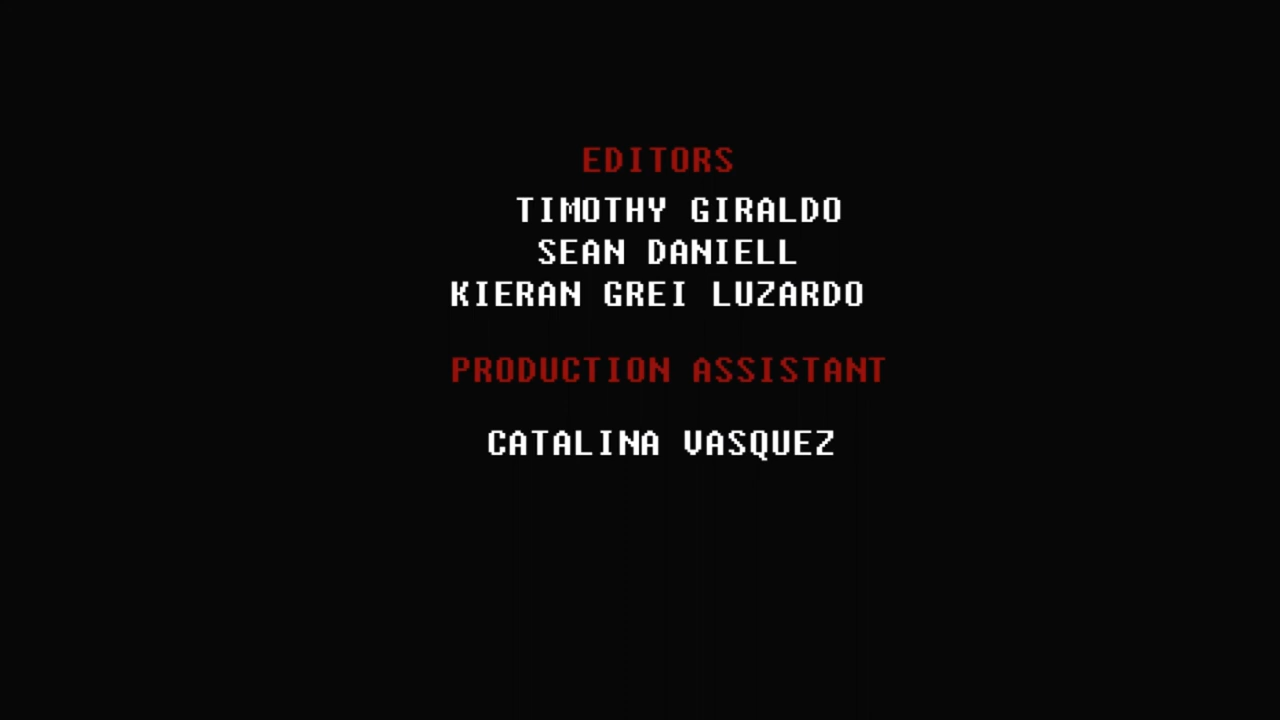 EDITORS
TIMOTHY GIRALDO
SEAN DANIELL
KIERAN GREI LUZARDO
PRODUCTION ASSISTANT
CATALINA VASQUEZ